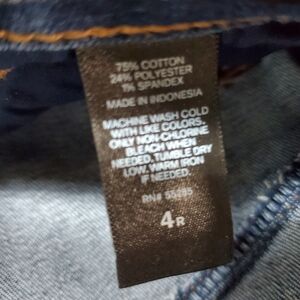 75% COTTON
24% POLYESTER
1% SPANDEX
MADE IN INDONESIA
MACHINE WASH COLD
WITH LIKE COLORS.
ONLY NON-CHLORINE
BLEACH WHEN
NEEDED. TUMBLE DRY
LOW. WARM IRON
IF NEEDED.
RN#
4R